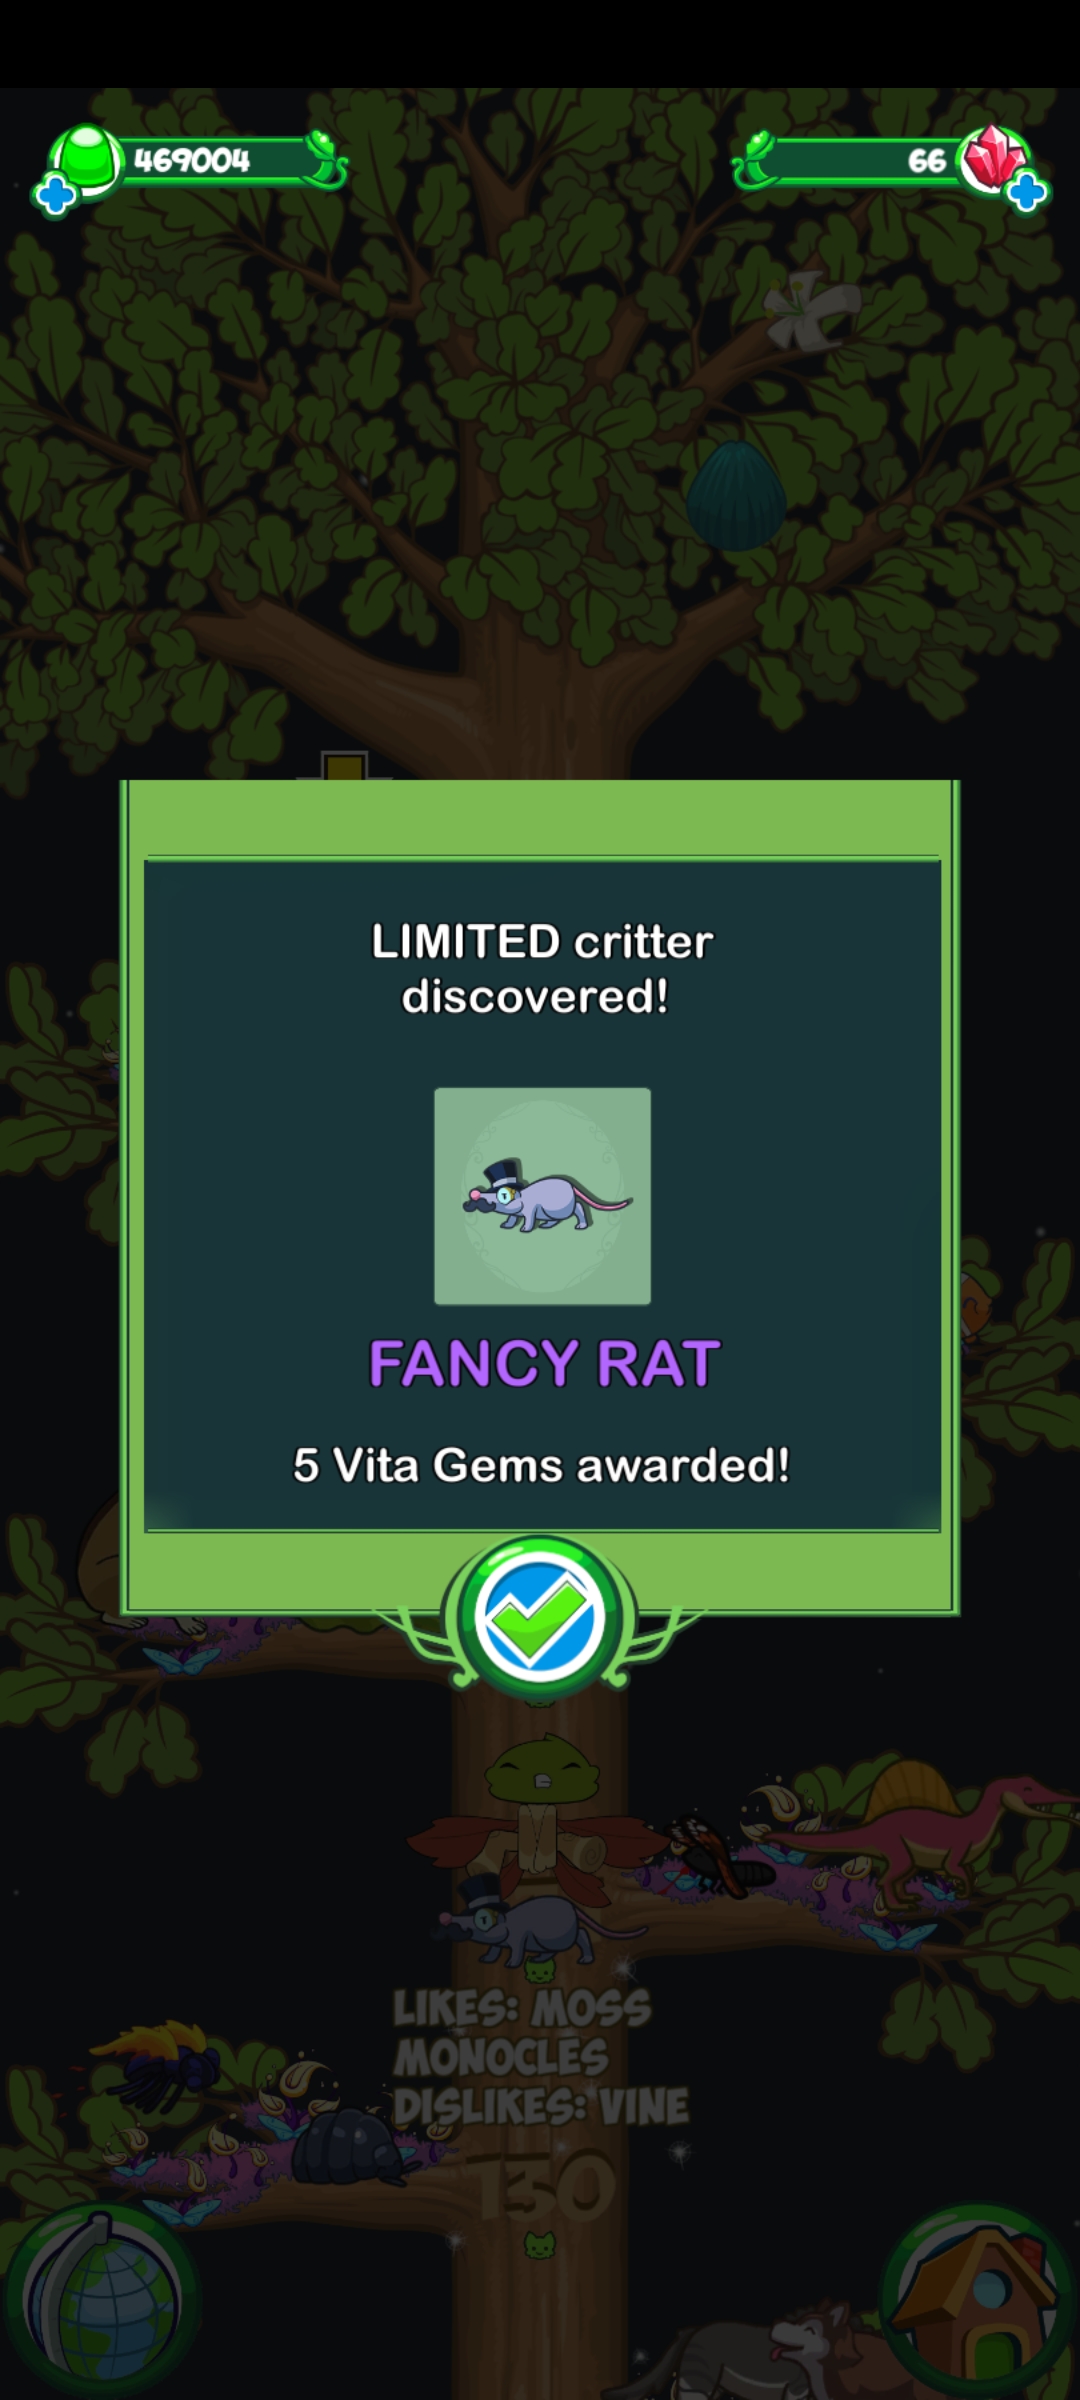 469004
66
LIMITED critter
discovered!
FANCY RAT
5 Vita Gems awarded!
LIKES: MOSS
MONOCLES
DISLIKES: VINE
130